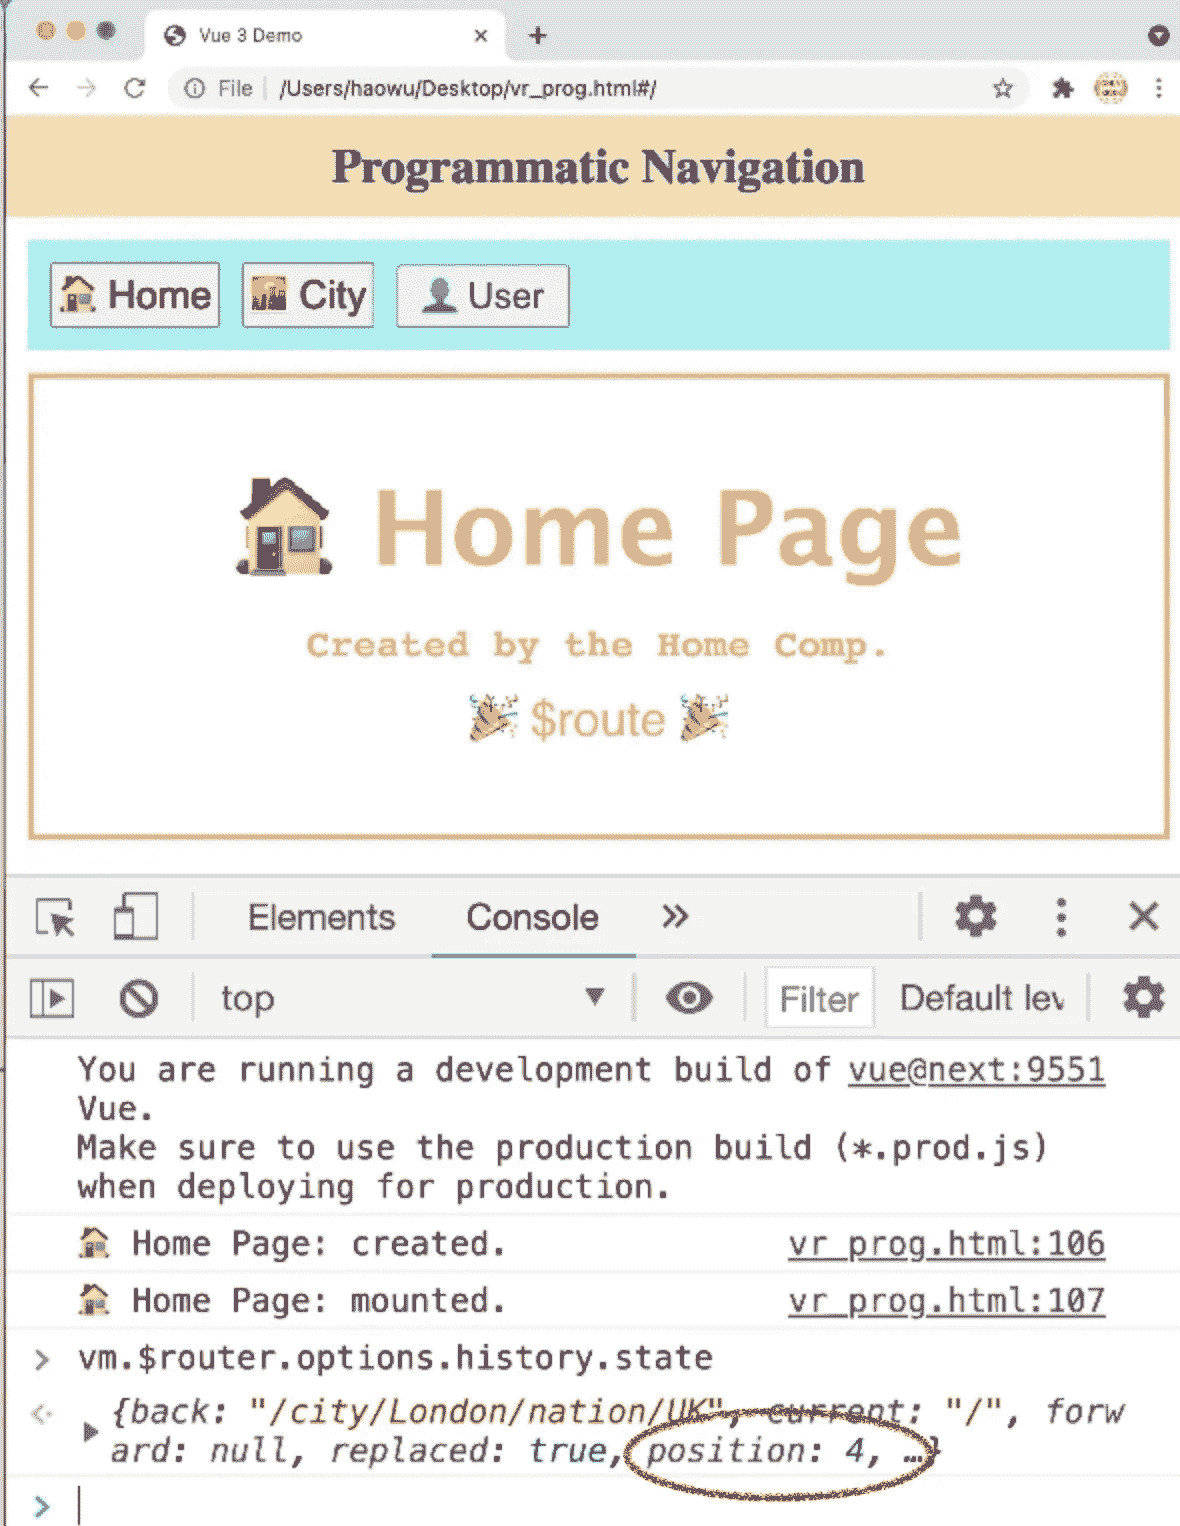 Vue 3 Demo
File /Users/haowu/Desktop/vr_prog.html#/
Programmatic Navigation
Home City User
Home Page
Created by the Home Comp.
$route
Elements Console »
top ▼ Filter Default lev
You are running a development build of vue@next:9551
Vue.
Make sure to use the production build (*.prod.js)
when deploying for production.
Home Page: created. vr_prog.html:106
Home Page: mounted. vr_prog.html:107
> vm.$router.options.history.state
{back: "/city/London/nation/UK", current: "/", forw
ard: null, replaced: true, position: 4, …}
>